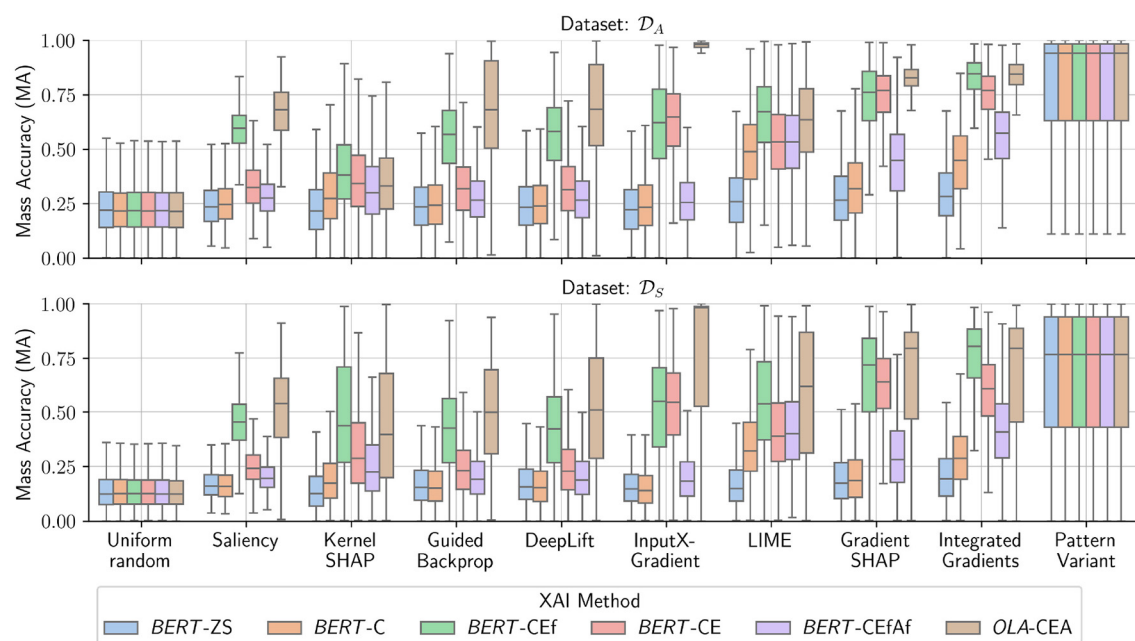 Dataset: 𝒟_A
Mass Accuracy (MA)
1.00
0.75
0.50
0.25
0.00
Dataset: 𝒟_S
Mass Accuracy (MA)
1.00
0.75
0.50
0.25
0.00
Uniform random
Saliency
Kernel SHAP
Guided Backprop
DeepLift
InputX-Gradient
LIME
Gradient SHAP
Integrated Gradients
Pattern Variant
XAI Method
BERT-ZS BERT-C BERT-CEf BERT-CE BERT-CEfAf OLA-CEA